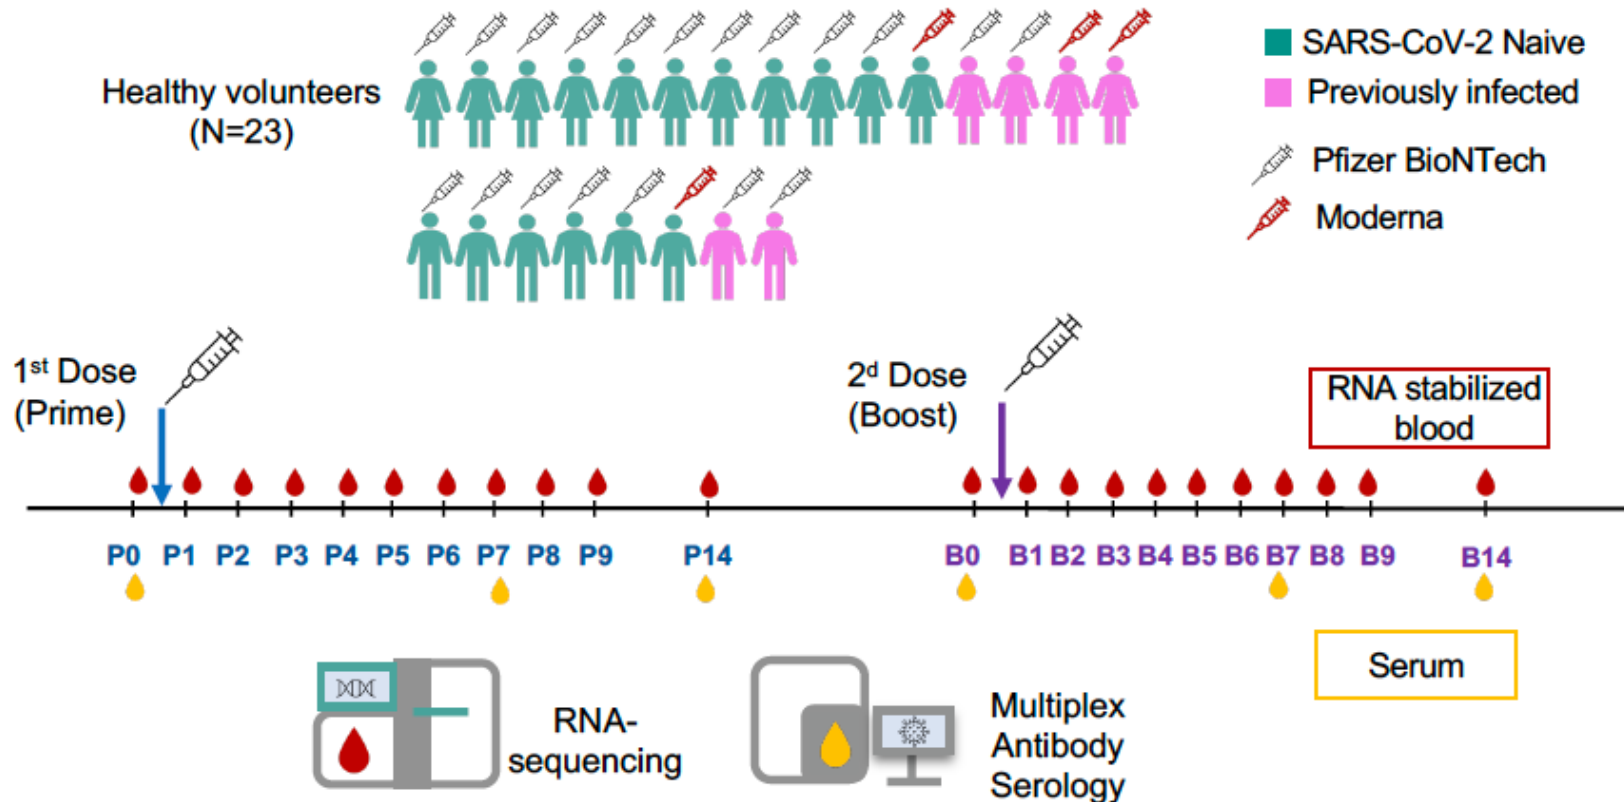 Healthy volunteers
(N=23)
SARS-CoV-2 Naive
Previously infected
Pfizer BioNTech
Moderna
1st Dose
(Prime)
2d Dose
(Boost)
RNA stabilized
blood
P0 P1 P2 P3 P4 P5 P6 P7 P8 P9 P14
B0 B1 B2 B3 B4 B5 B6 B7 B8 B9 B14
Serum
RNA-
sequencing
Multiplex
Antibody
Serology